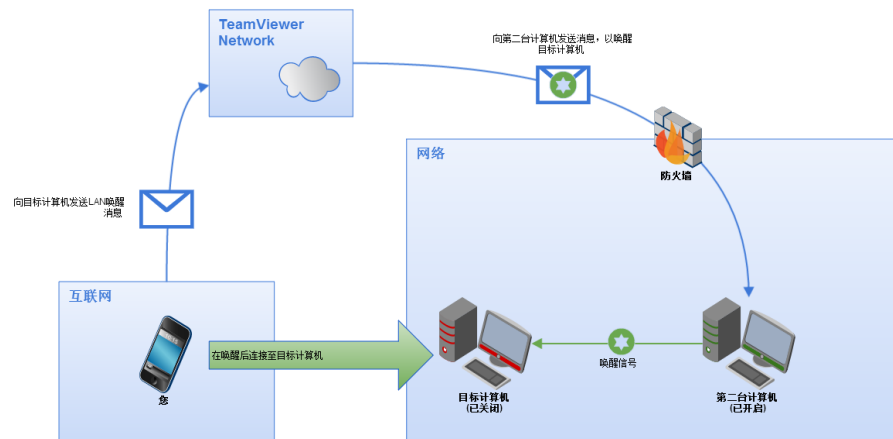 TeamViewer
Network
向第二台计算机发送消息，以唤醒
目标计算机
向目标计算机发送LAN唤醒
消息
网络
防火墙
互联网
在唤醒后连接至目标计算机
您
唤醒信号
目标计算机
(已关闭)
第二台计算机
(已开启)